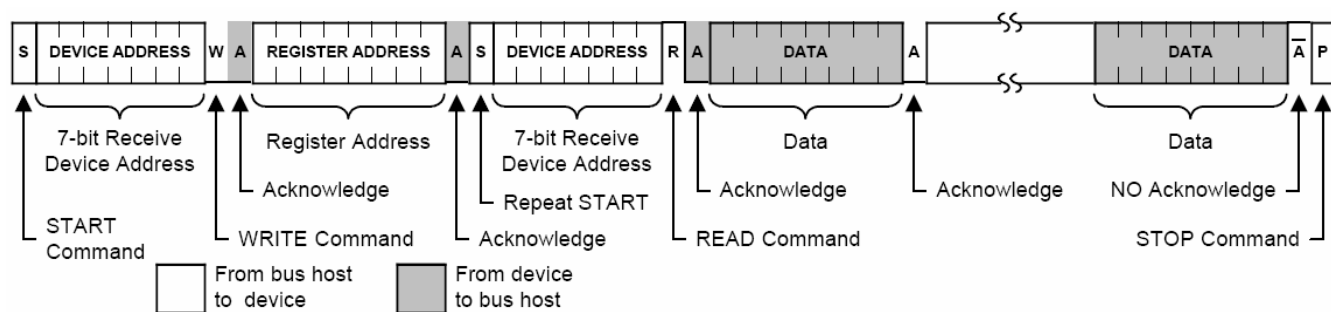 S DEVICE ADDRESS W A REGISTER ADDRESS A S DEVICE ADDRESS R A DATA A DATA A P
7-bit Receive
Device Address
Register Address
7-bit Receive
Device Address
Data
Data
Acknowledge
Repeat START
Acknowledge
Acknowledge
NO Acknowledge
START
Command
WRITE Command
Acknowledge
READ Command
STOP Command
From bus host
to device
From device
to bus host